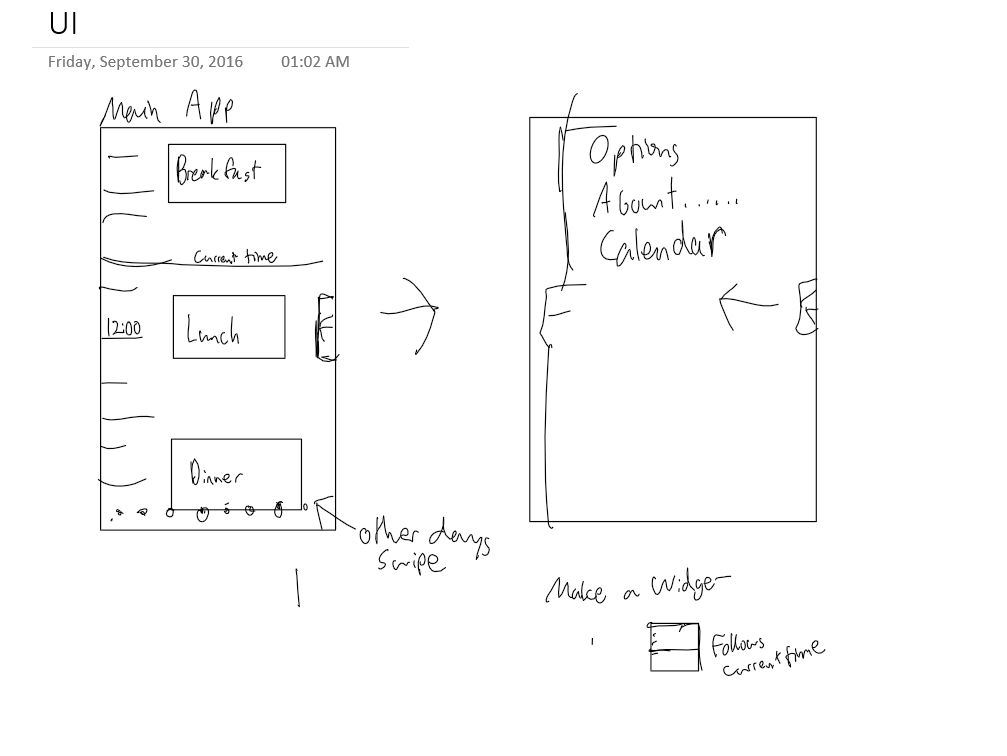 UI
Friday, September 30, 2016 01:02 AM
Main App
Breakfast
Current time
12:00
Lunch
Dinner
other days
swipe
Options
About......
Calendar
Make a Widget
Follows
current time